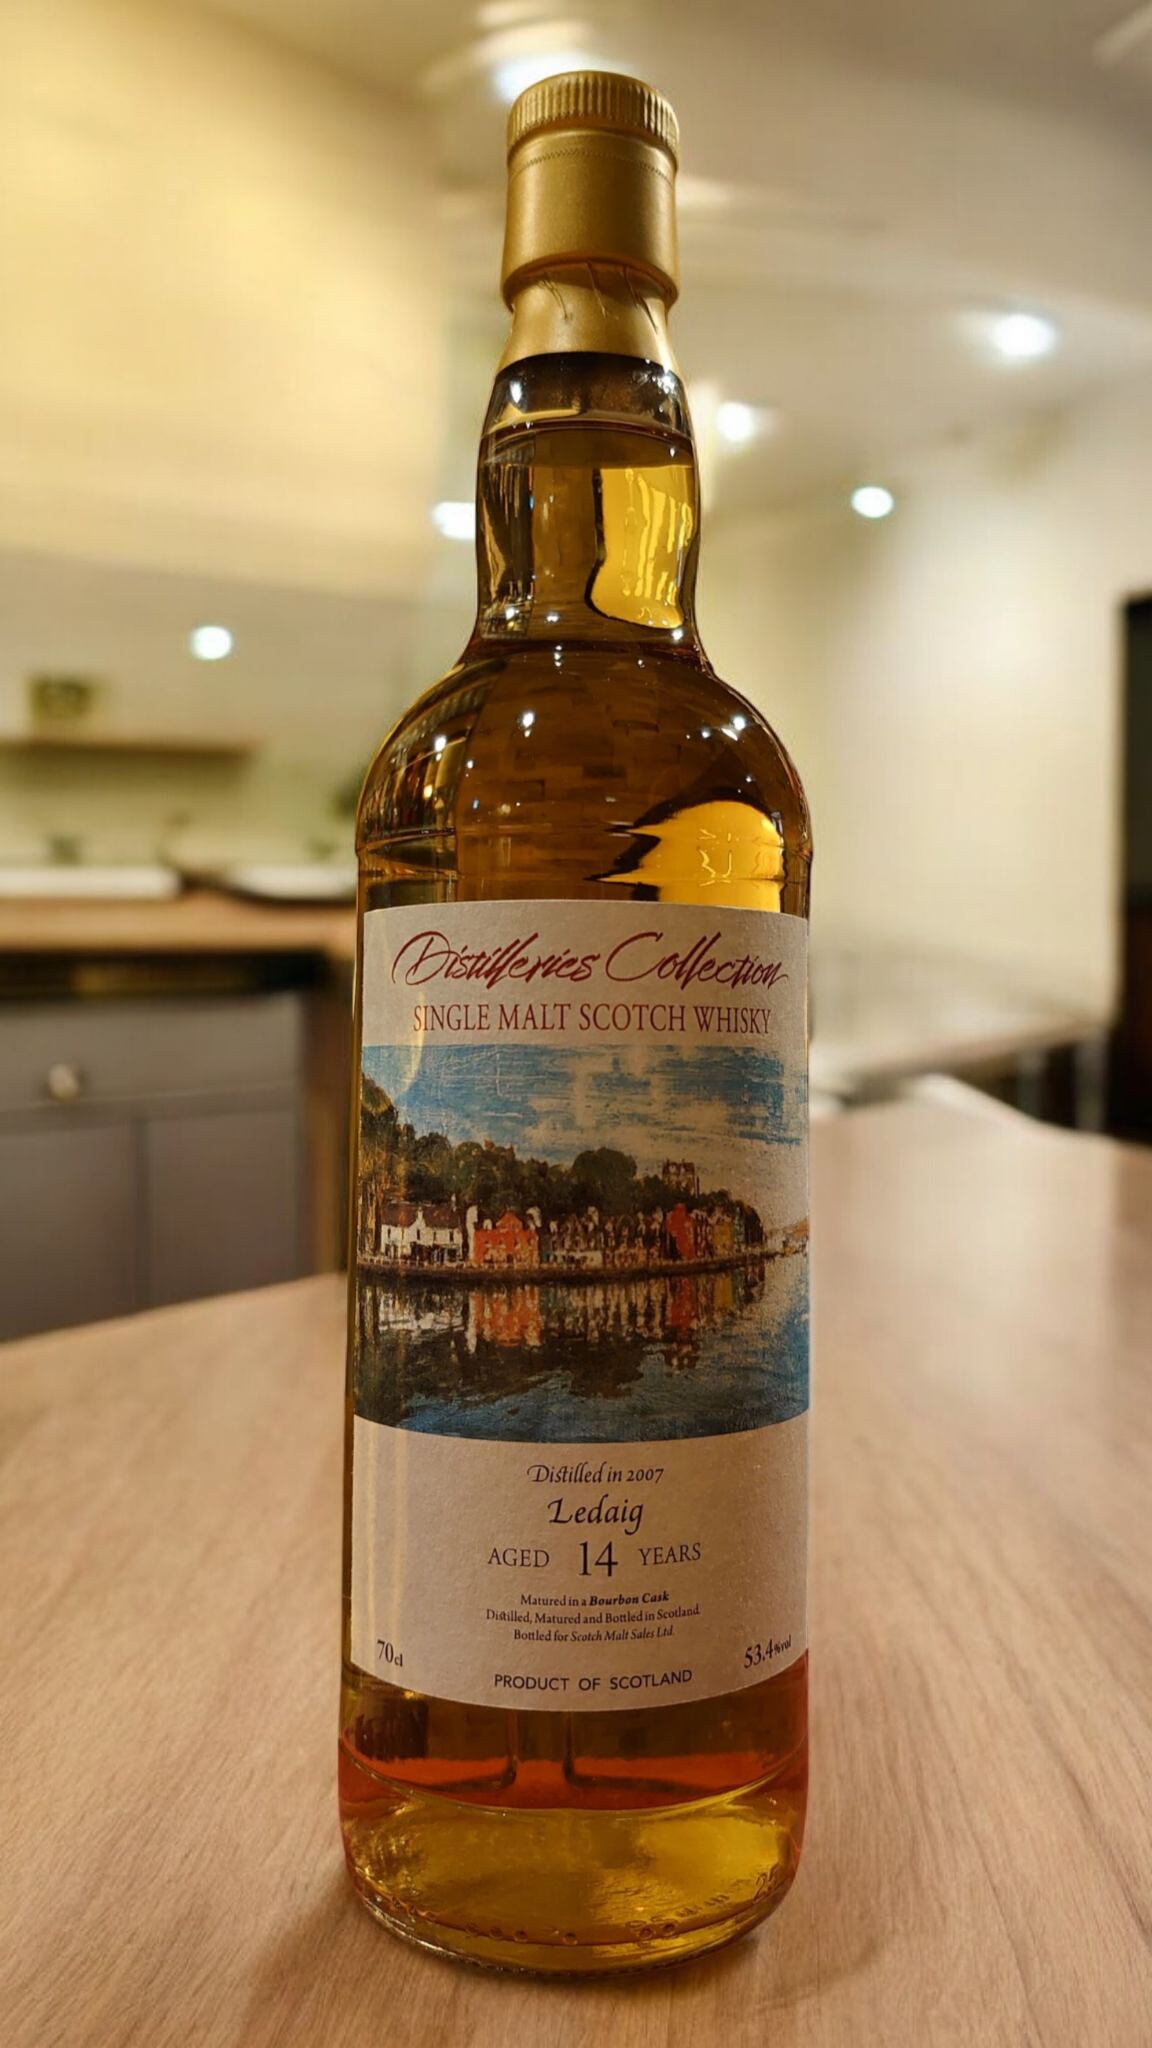 Distilleries Collection
SINGLE MALT SCOTCH WHISKY
Distilled in 2007
Ledaig
AGED 14 YEARS
Matured in a Bourbon Cask
Distilled, Matured and Bottled in Scotland
Bottled for Scotch Malt Sales Ltd.
70cl
53.4%vol
PRODUCT OF SCOTLAND